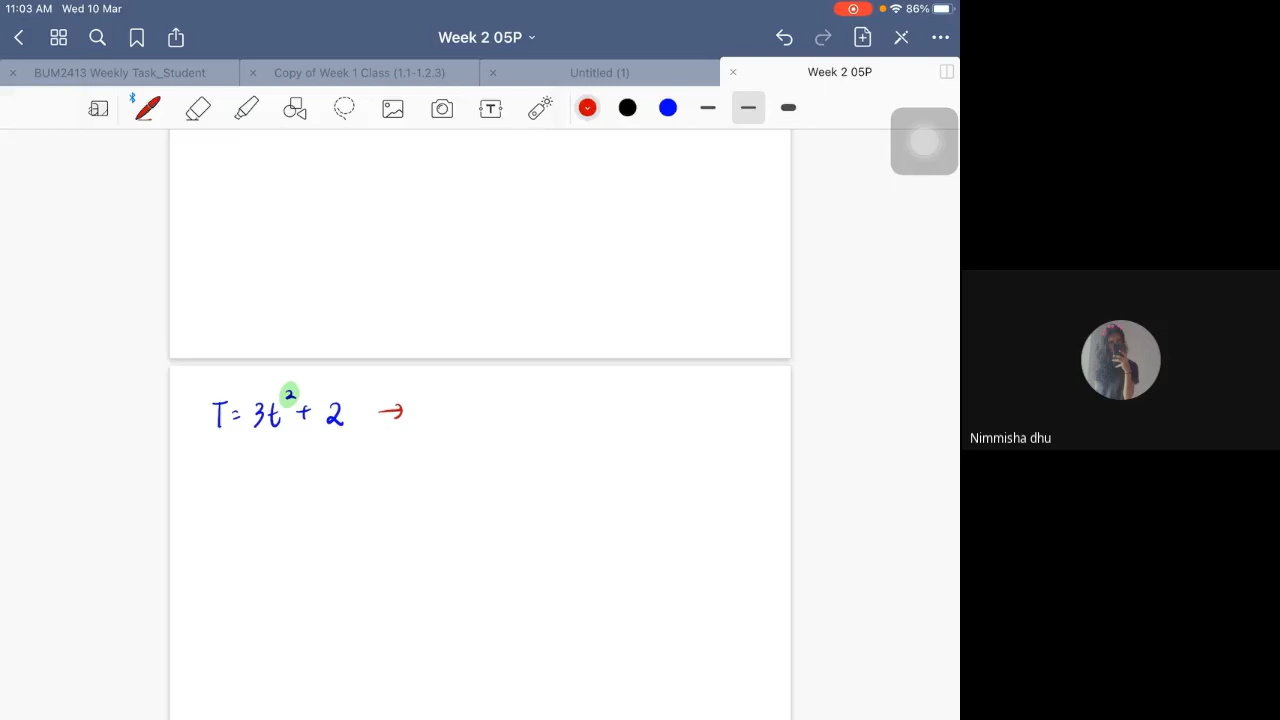 11:03 AM Wed 10 Mar 86%
Week 2 05P
BUM2413 Weekly Task_Student
Copy of Week 1 Class (1.1-1.2.3)
Untitled (1)
Week 2 05P
T
T = 3t² + 2 →
Nimmisha dhu